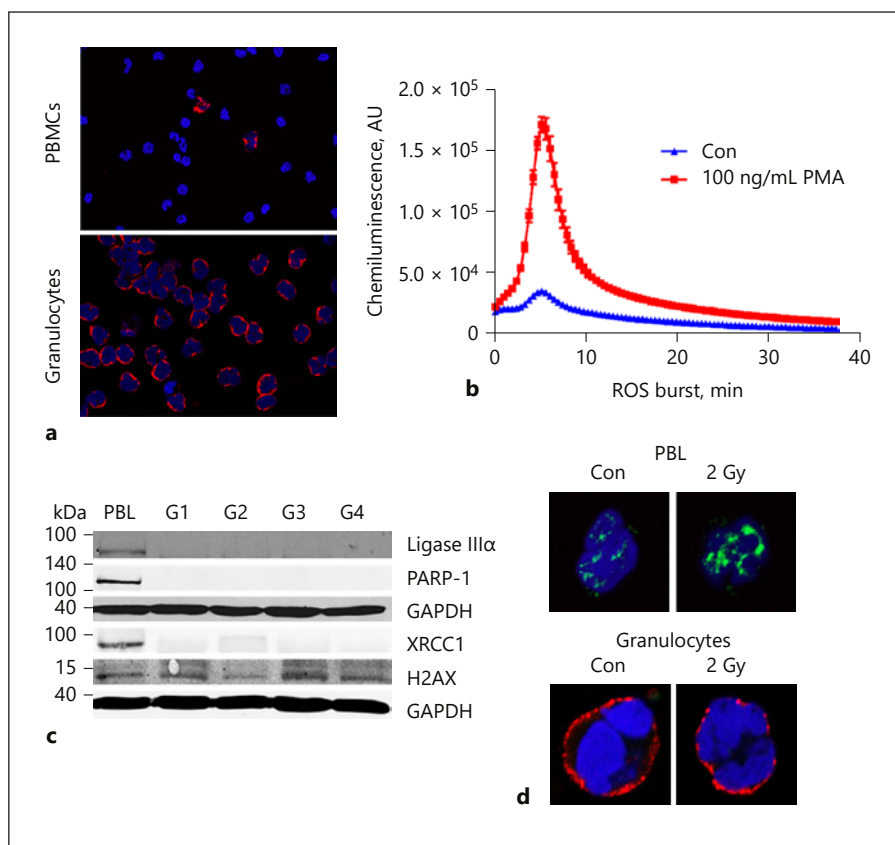 PBMCs
Granulocytes
a
Chemiluminescence, AU
2.0 × 10⁵
1.5 × 10⁵
1.0 × 10⁵
5.0 × 10⁴
0
0 10 20 30 40
ROS burst, min
Con
100 ng/mL PMA
b
kDa PBL G1 G2 G3 G4
100 Ligase IIIα
140
100 PARP-1
40 GAPDH
100 XRCC1
15 H2AX
40 GAPDH
c
PBL
Con 2 Gy
Granulocytes
Con 2 Gy
d